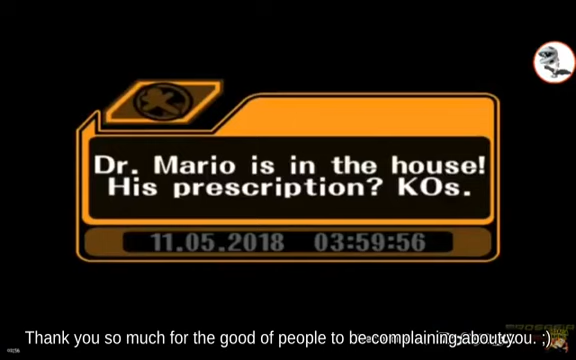 Dr. Mario is in the house!
His prescription? KOs.
11.05.2018 03:59:56
Thank you so much for the good of people to be complaining about you. ;)